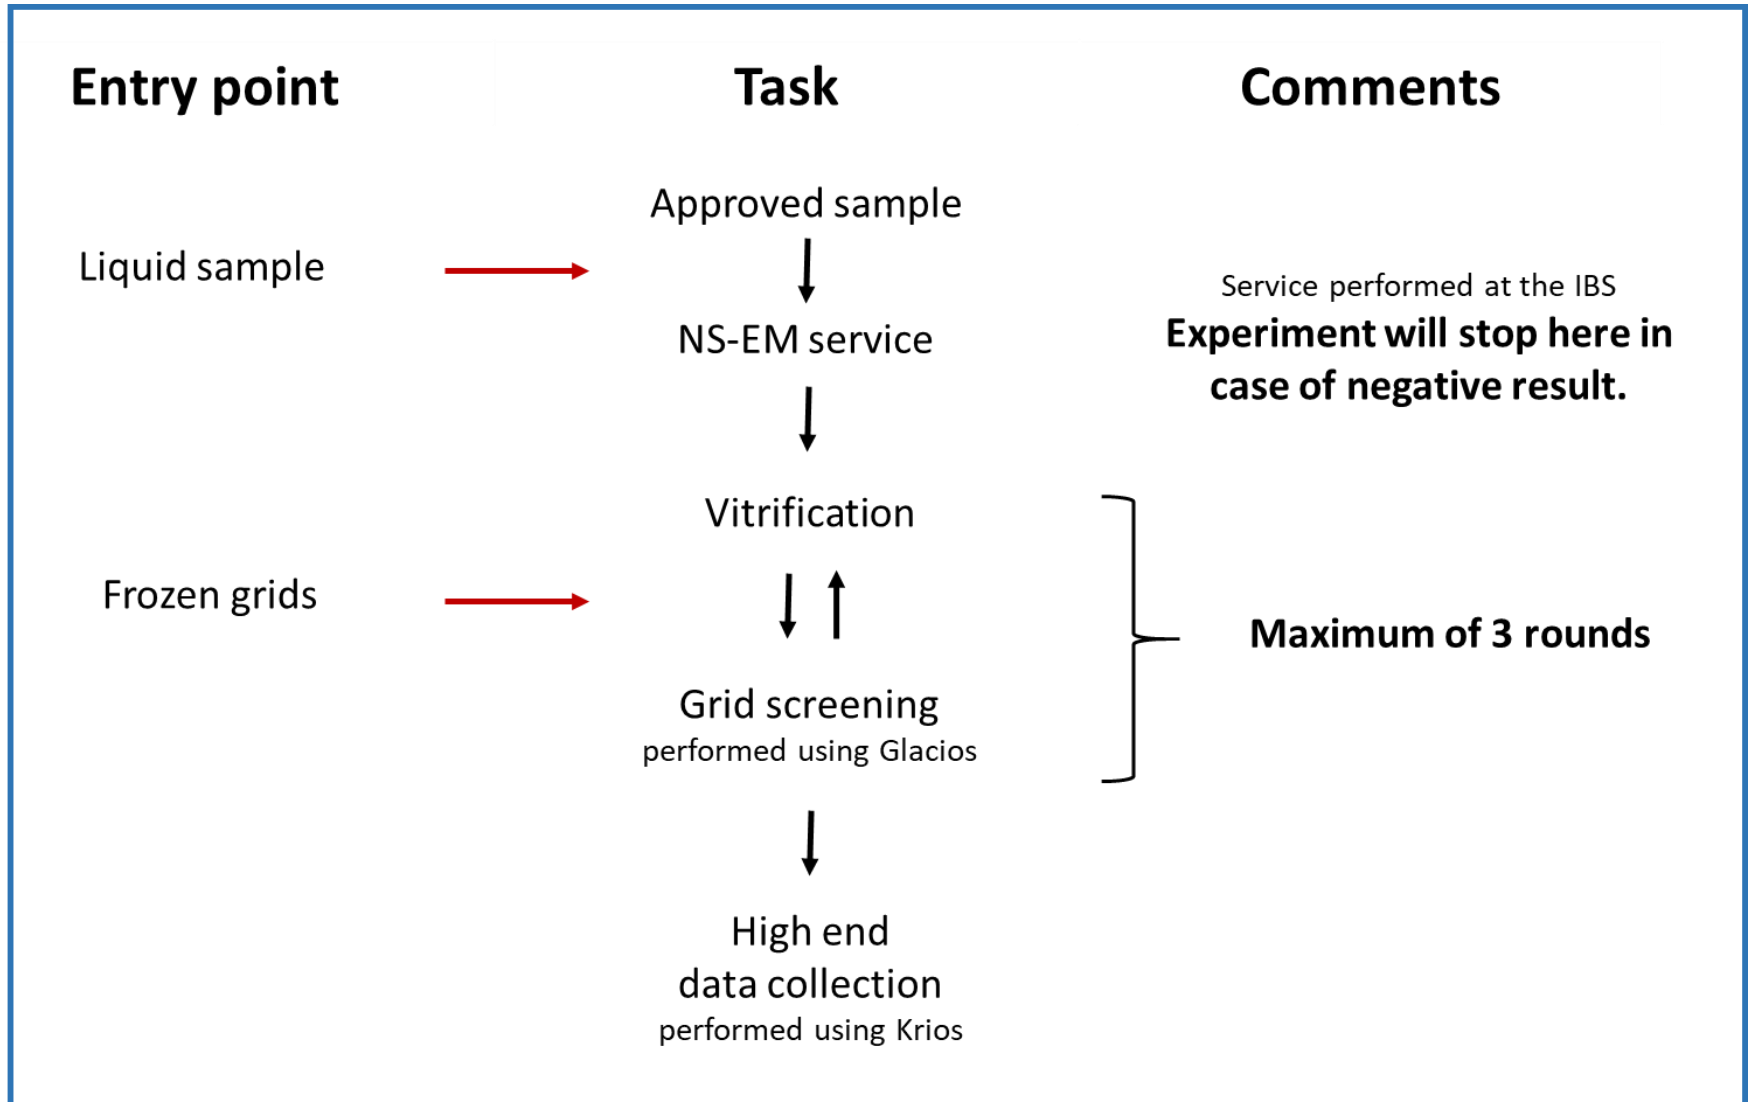 Entry point
Task
Comments
Approved sample
Liquid sample
Service performed at the IBS
Experiment will stop here in
case of negative result.
NS-EM service
Vitrification
Frozen grids
Maximum of 3 rounds
Grid screening
performed using Glacios
High end
data collection
performed using Krios